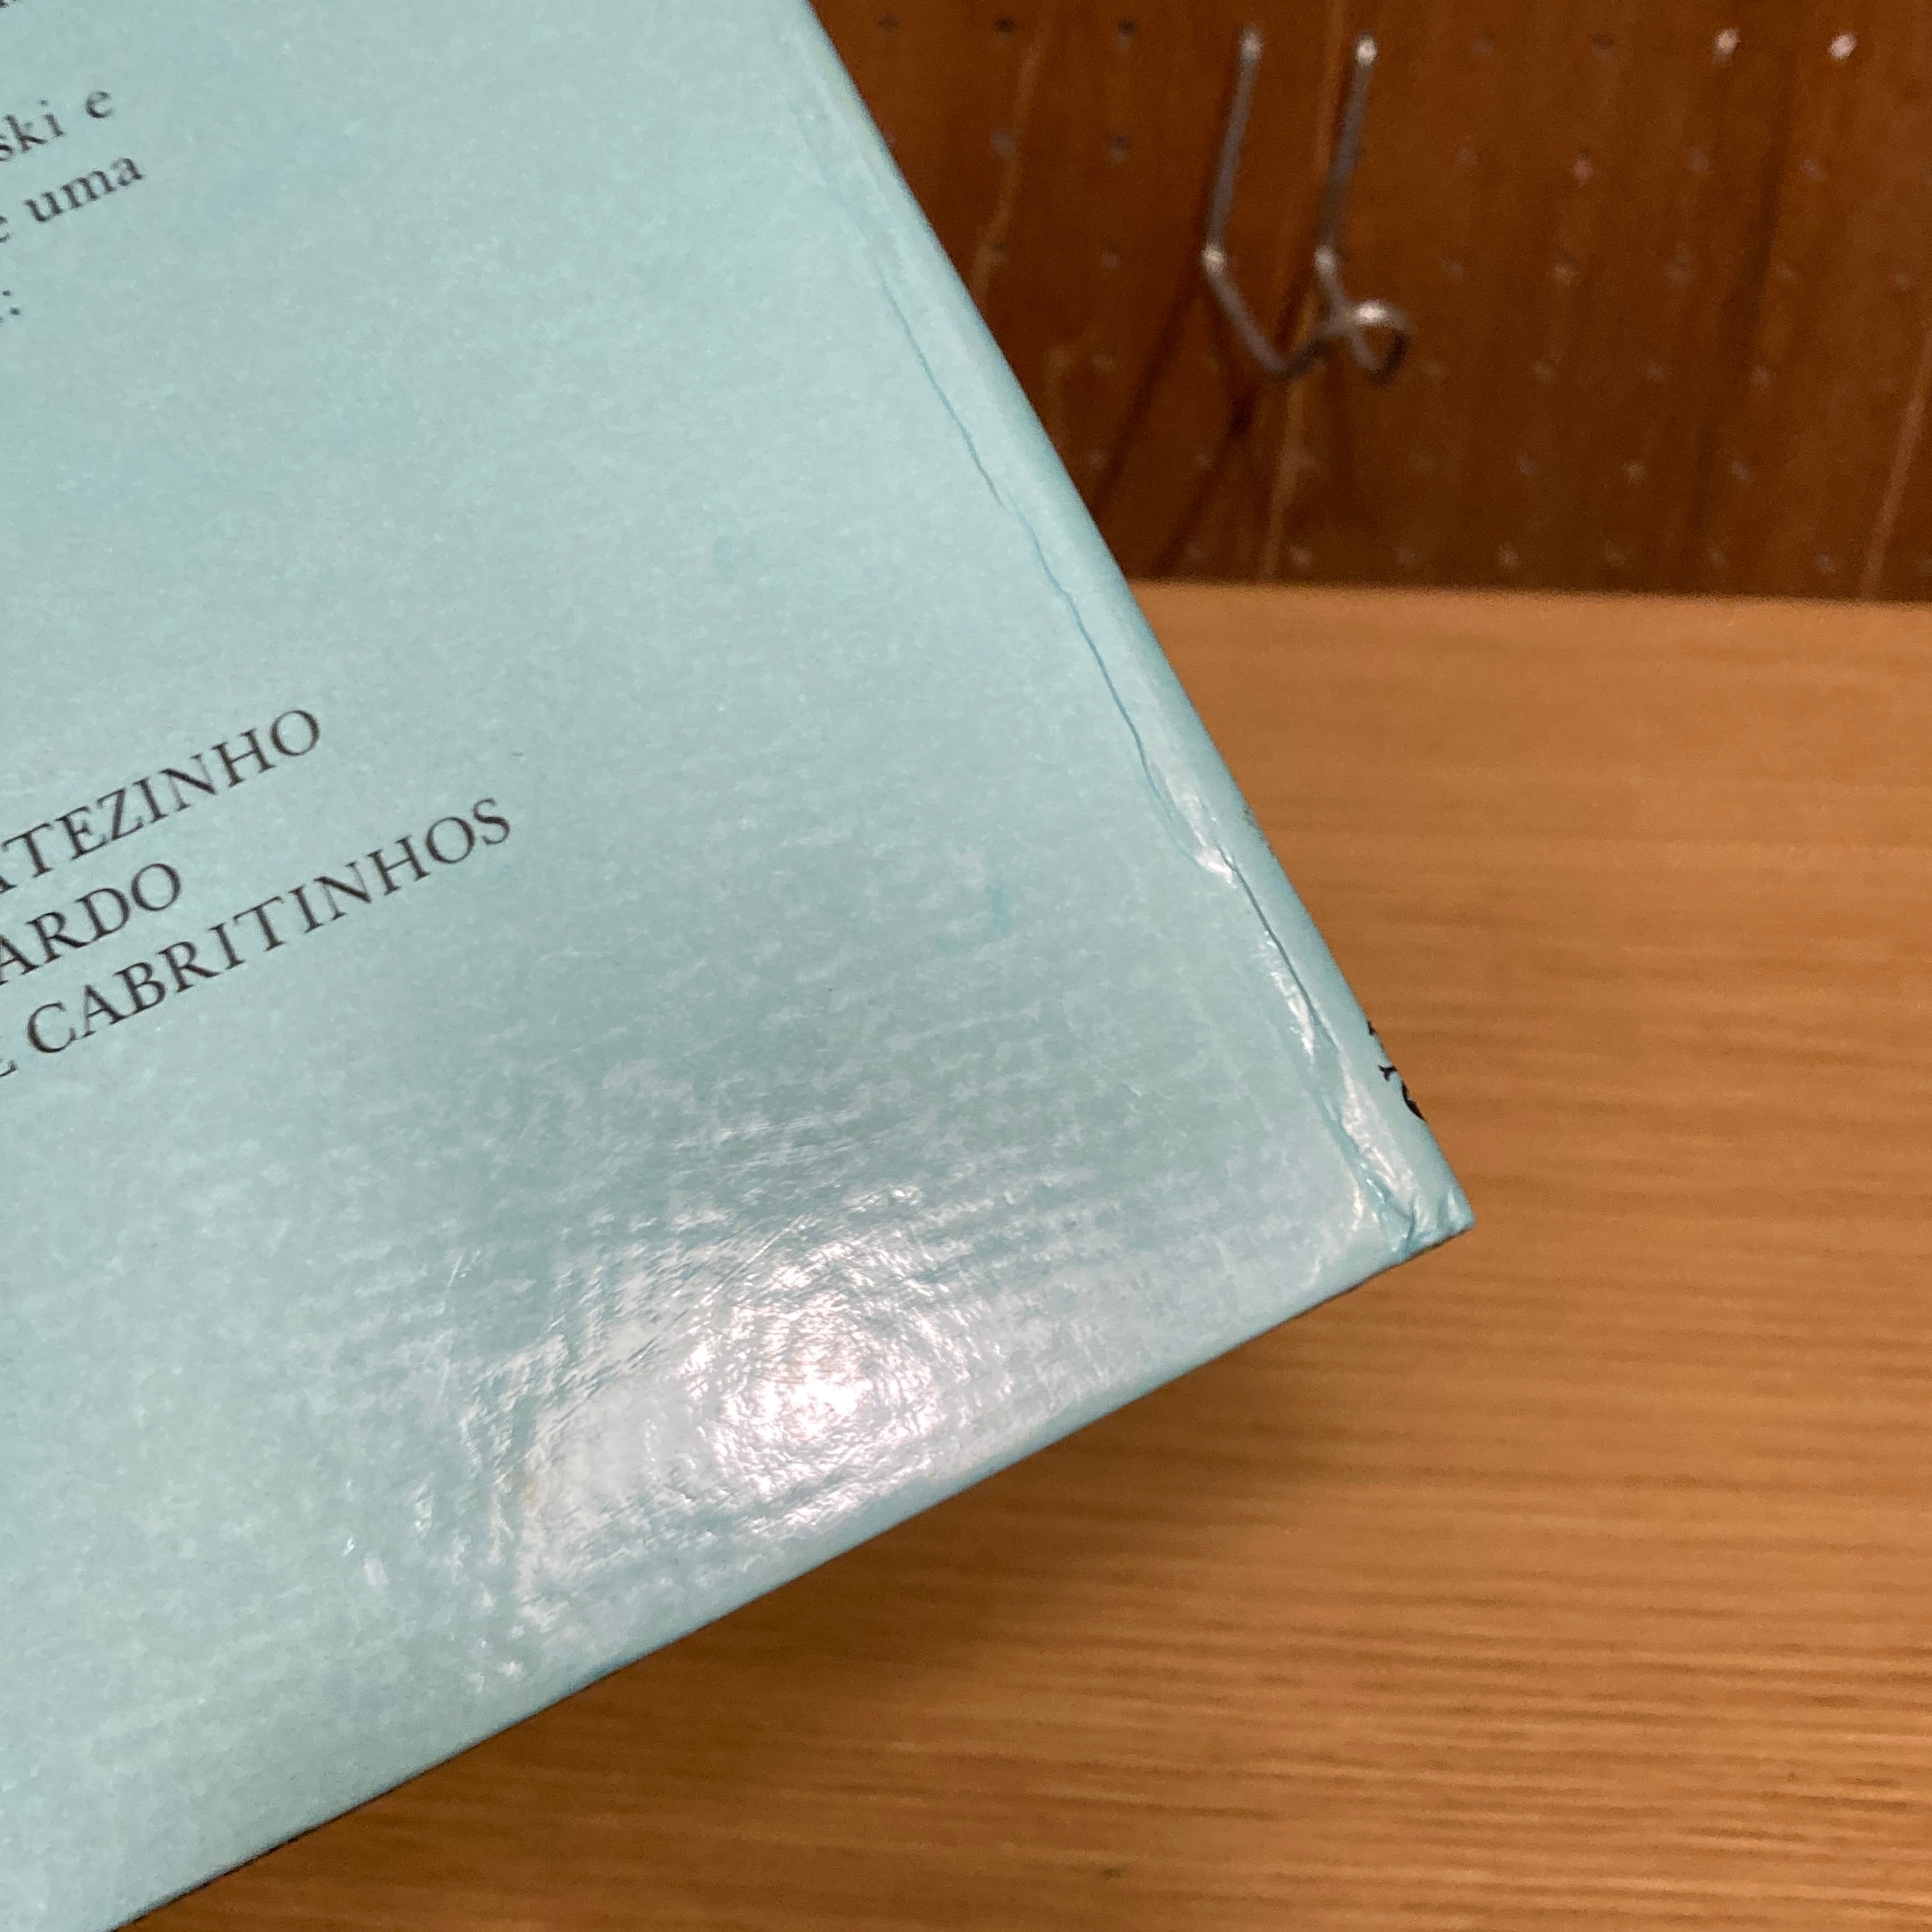 ski e
e uma
:
ATEZINHO
ARDO
E CABRITINHOS